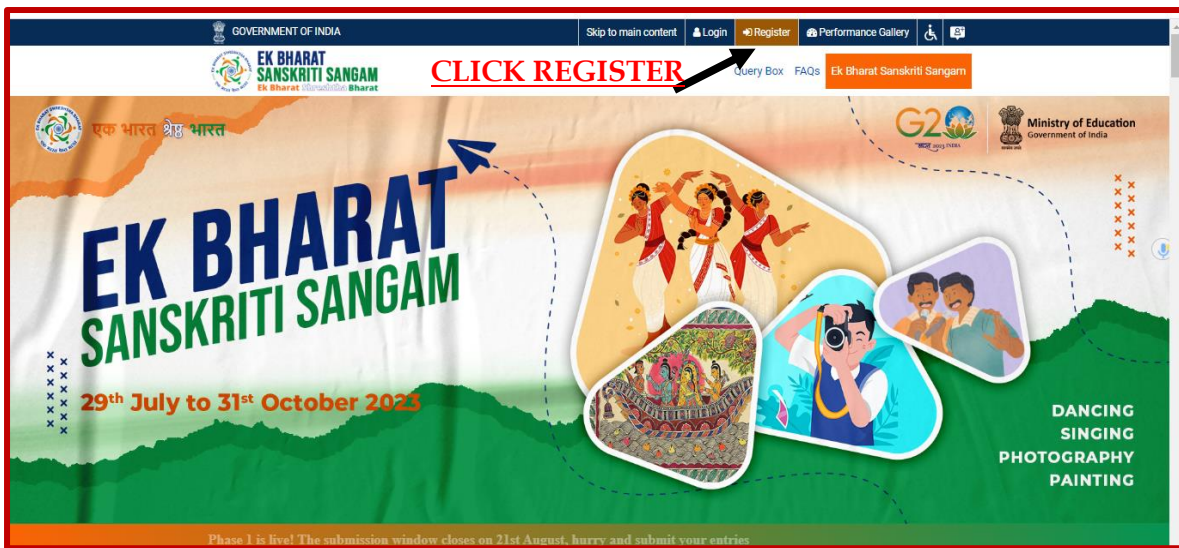 GOVERNMENT OF INDIA
Skip to main content Login Register Performance Gallery
EK BHARAT
SANSKRITI SANGAM
Ek Bharat Shreshtha Bharat
CLICK REGISTER
Query Box FAQs Ek Bharat Sanskriti Sangam
एक भारत श्रेष्ठ भारत
G20
2023 INDIA
Ministry of Education
Government of India
EK BHARAT
SANSKRITI SANGAM
29th July to 31st October 2023
DANCING
SINGING
PHOTOGRAPHY
PAINTING
Phase 1 is live! The submission window closes on 21st August, hurry and submit your entries